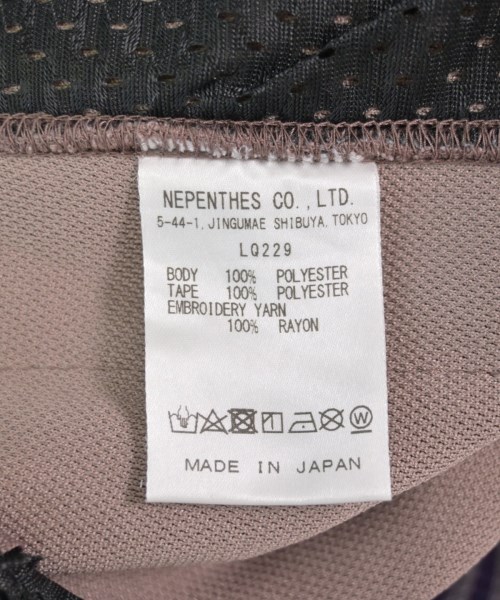 NEPENTHES CO.,LTD.
5-44-1, JINGUMAE SHIBUYA, TOKYO
LQ229
BODY 100% POLYESTER
TAPE 100% POLYESTER
EMBROIDERY YARN
100% RAYON
W
MADE IN JAPAN